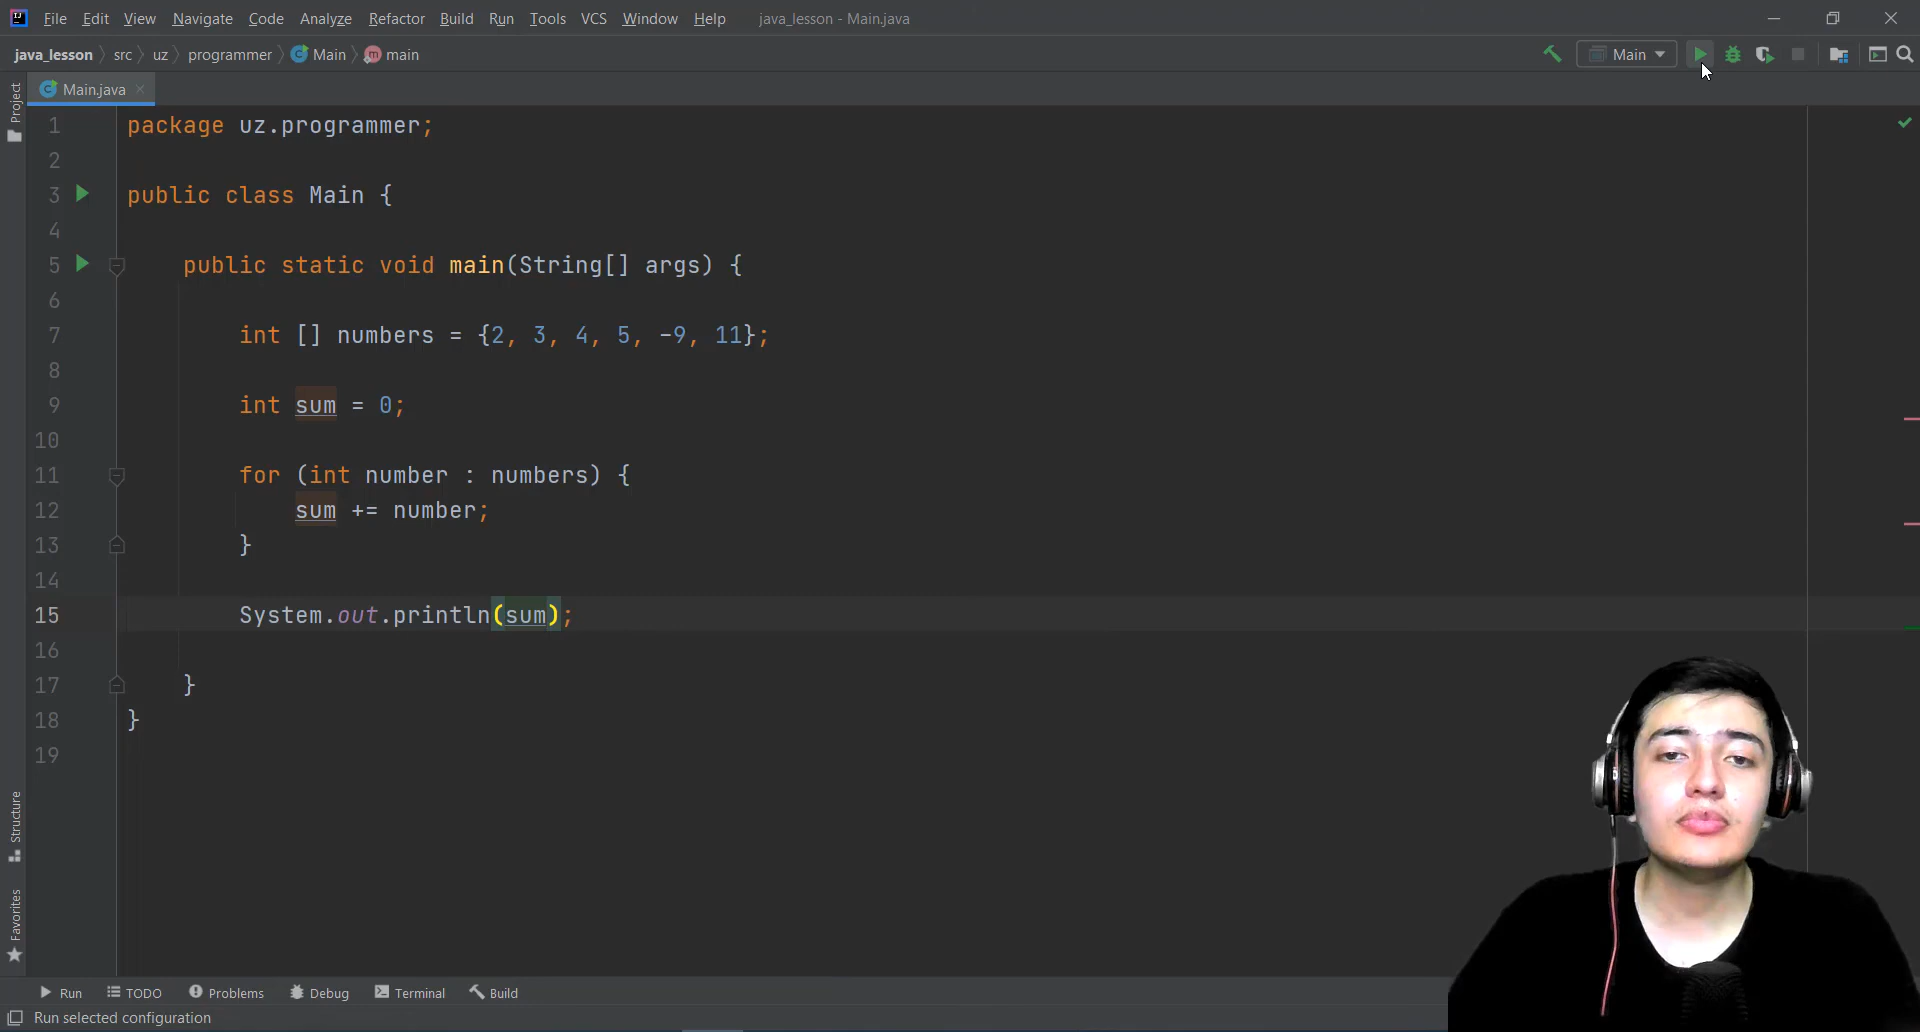 File Edit View Navigate Code Analyze Refactor Build Run Tools VCS Window Help java_lesson - Main.java
java_lesson src uz programmer Main main Main
Project
Main.java
1 package uz.programmer;
2
3 public class Main {
4
5 public static void main(String[] args) {
6
7 int [] numbers = {2, 3, 4, 5, -9, 11};
8
9 int sum = 0;
10
11 for (int number : numbers) {
12 sum += number;
13 }
14
15 System.out.println(sum);
16
17 }
18 }
19
Structure
Favorites
Run TODO Problems Debug Terminal Build
Run selected configuration